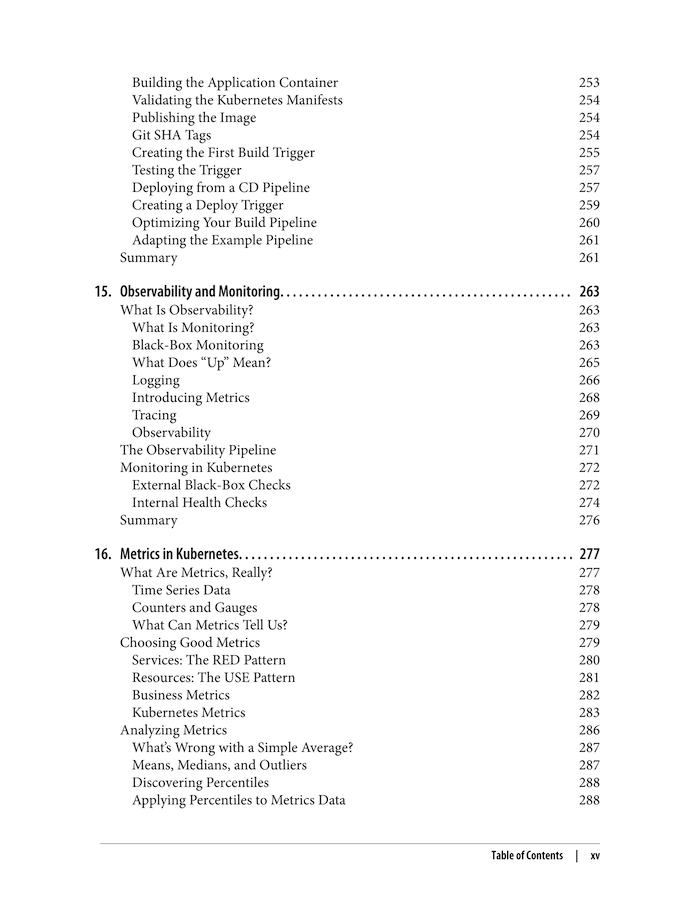 Building the Application Container 253
Validating the Kubernetes Manifests 254
Publishing the Image 254
Git SHA Tags 254
Creating the First Build Trigger 255
Testing the Trigger 257
Deploying from a CD Pipeline 257
Creating a Deploy Trigger 259
Optimizing Your Build Pipeline 260
Adapting the Example Pipeline 261
Summary 261
15. Observability and Monitoring. . . . . . . . . . . . . . . . . . . . . . . . . . . . . . . . . . . . . . . . . . . . . . 263
What Is Observability? 263
What Is Monitoring? 263
Black-Box Monitoring 263
What Does “Up” Mean? 265
Logging 266
Introducing Metrics 268
Tracing 269
Observability 270
The Observability Pipeline 271
Monitoring in Kubernetes 272
External Black-Box Checks 272
Internal Health Checks 274
Summary 276
16. Metrics in Kubernetes. . . . . . . . . . . . . . . . . . . . . . . . . . . . . . . . . . . . . . . . . . . . . . . . . . . . . 277
What Are Metrics, Really? 277
Time Series Data 278
Counters and Gauges 278
What Can Metrics Tell Us? 279
Choosing Good Metrics 279
Services: The RED Pattern 280
Resources: The USE Pattern 281
Business Metrics 282
Kubernetes Metrics 283
Analyzing Metrics 286
What’s Wrong with a Simple Average? 287
Means, Medians, and Outliers 287
Discovering Percentiles 288
Applying Percentiles to Metrics Data 288
Table of Contents | xv